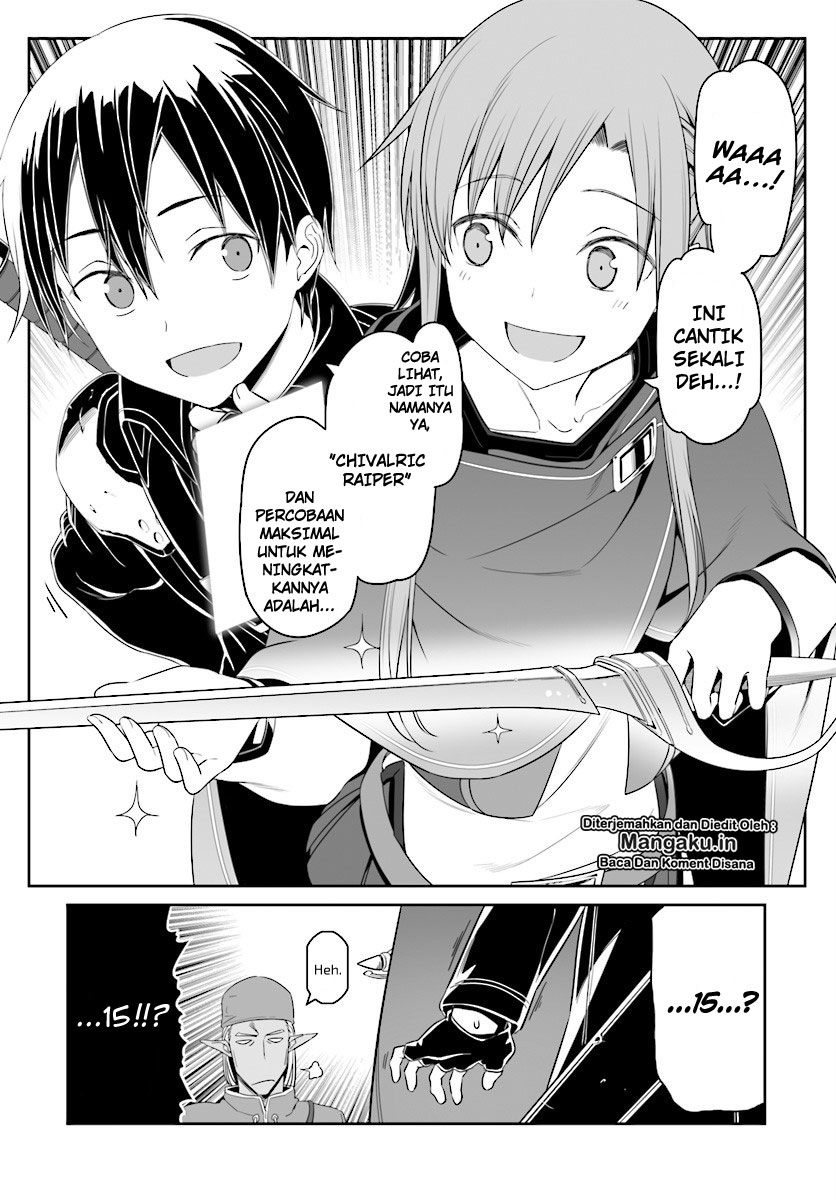 WAAA
AA...!
INI
CANTIK
SEKALI
DEH...!
COBA
LIHAT,
JADI ITU
NAMANYA
YA,
"CHIVALRIC
RAIPER"
DAN
PERCOBAAN
MAKSIMAL
UNTUK ME-
NINGKAT-
KANNYA
ADALAH...
Diterjemahkan dan Diedit Oleh :
Mangaku.in
Baca Dan Koment Disana
...15...?
Heh.
...15!!?